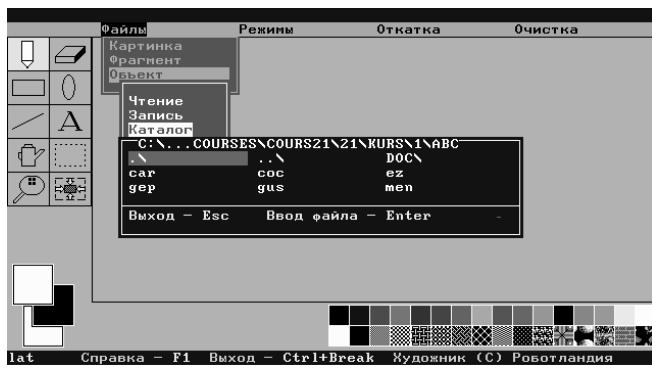 Файлы Режимы Откатка Очистка
Картинка
Фрагмент
Объект
Чтение
Запись
Каталог
C:\...COURSES\COURS21\21\KURS\1\ABC
.\ ..\ DOC\
car coc ez
gep gus men
Выход - Esc Ввод файла - Enter -
A
lat Справка - F1 Выход - Ctrl+Break Художник (C) Роботландия